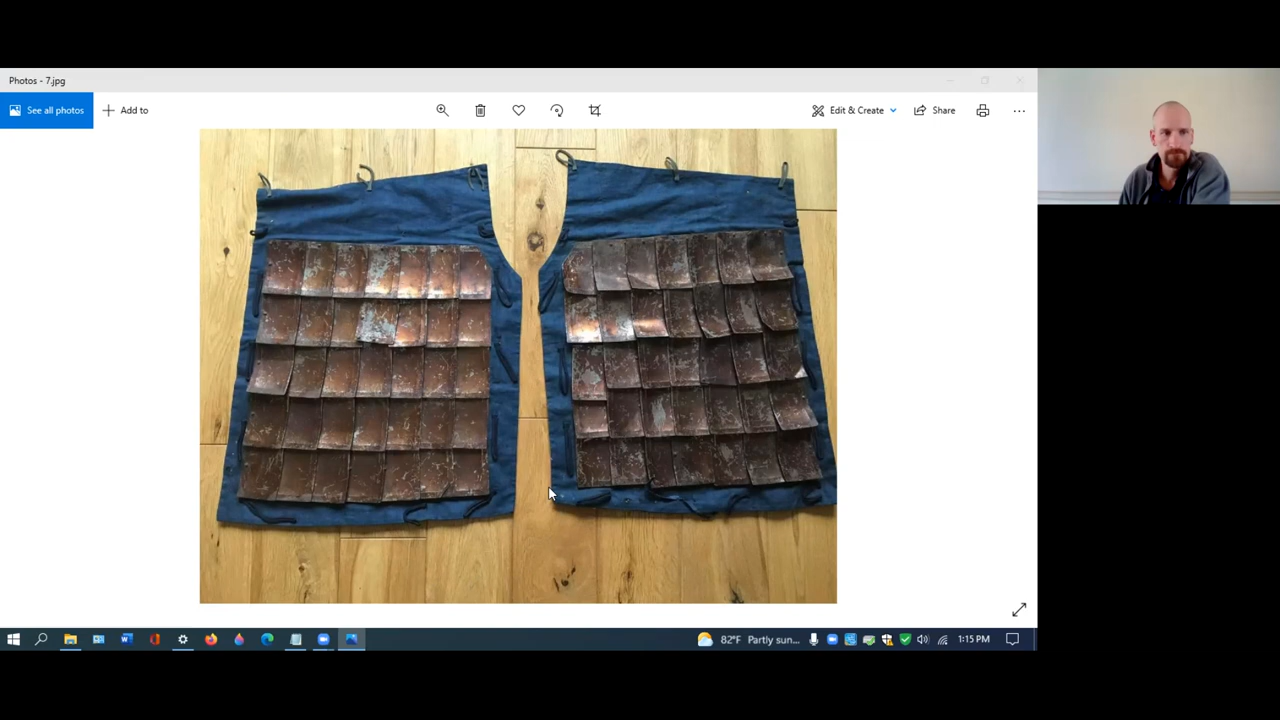 Photos - 7.jpg
See all photos
Add to
Edit & Create
Share
82°F Partly sun...
1:15 PM